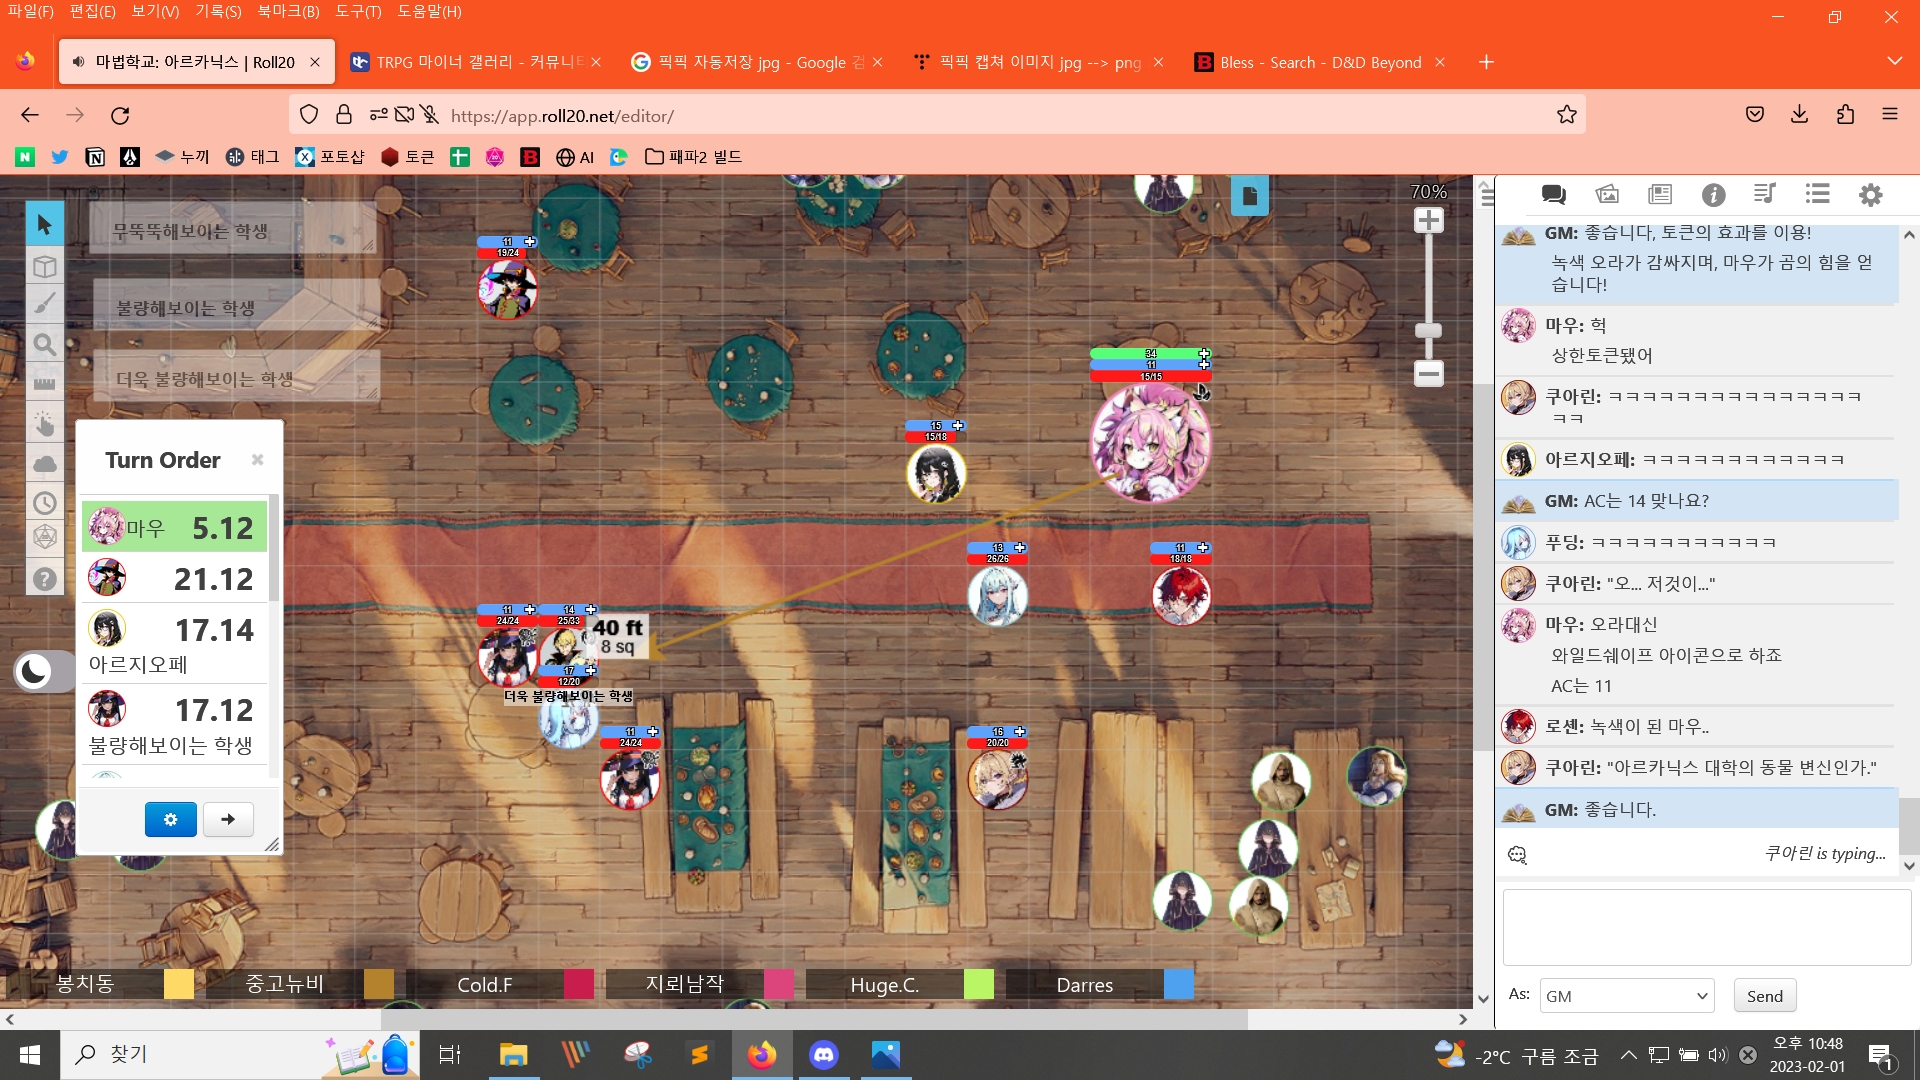 파일(F) 편집(E) 보기(V) 기록(S) 북마크(B) 도구(T) 도움말(H)
마법학교: 아르카닉스 | Roll20
TRPG 마이너 갤러리 - 커뮤니티
픽픽 자동저장 jpg - Google 검
픽픽 캡쳐 이미지 jpg --> png
Bless - Search - D&D Beyond
https://app.roll20.net/editor/
누끼 태그 포토샵 토큰 AI 패파2 빌드
70%
무뚝뚝해보이는 학생
불량해보이는 학생
더욱 불량해보이는 학생
11
19/24
34
11
15/15
15
15/18
13
26/26
11
18/18
11
24/24
14
25/33
40 ft
8 sq
17
12/20
더욱 불량해보이는 학생
11
24/24
16
20/20
Turn Order
마우 5.12
21.12
17.14
아르지오페
17.12
불량해보이는 학생
봉치동
중고뉴비
Cold.F
지뢰남작
Huge.C.
Darres
GM: 좋습니다, 토큰의 효과를 이용!
녹색 오라가 감싸지며, 마우가 곰의 힘을 얻
습니다!
마우: 헉
상한토큰됐어
쿠아린: ㅋㅋㅋㅋㅋㅋㅋㅋㅋㅋㅋㅋㅋㅋㅋ
ㅋㅋ
아르지오페: ㅋㅋㅋㅋㅋㅋㅋㅋㅋㅋㅋㅋ
GM: AC는 14 맞나요?
푸딩: ㅋㅋㅋㅋㅋㅋㅋㅋㅋㅋㅋ
쿠아린: "오... 저것이..."
마우: 오라대신
와일드쉐이프 아이콘으로 하죠
AC는 11
로셴: 녹색이 된 마우..
쿠아린: "아르카닉스 대학의 동물 변신인가."
GM: 좋습니다.
쿠아린 is typing...
As: GM Send
찾기
-2°C 구름 조금
오후 10:48
2023-02-01
1